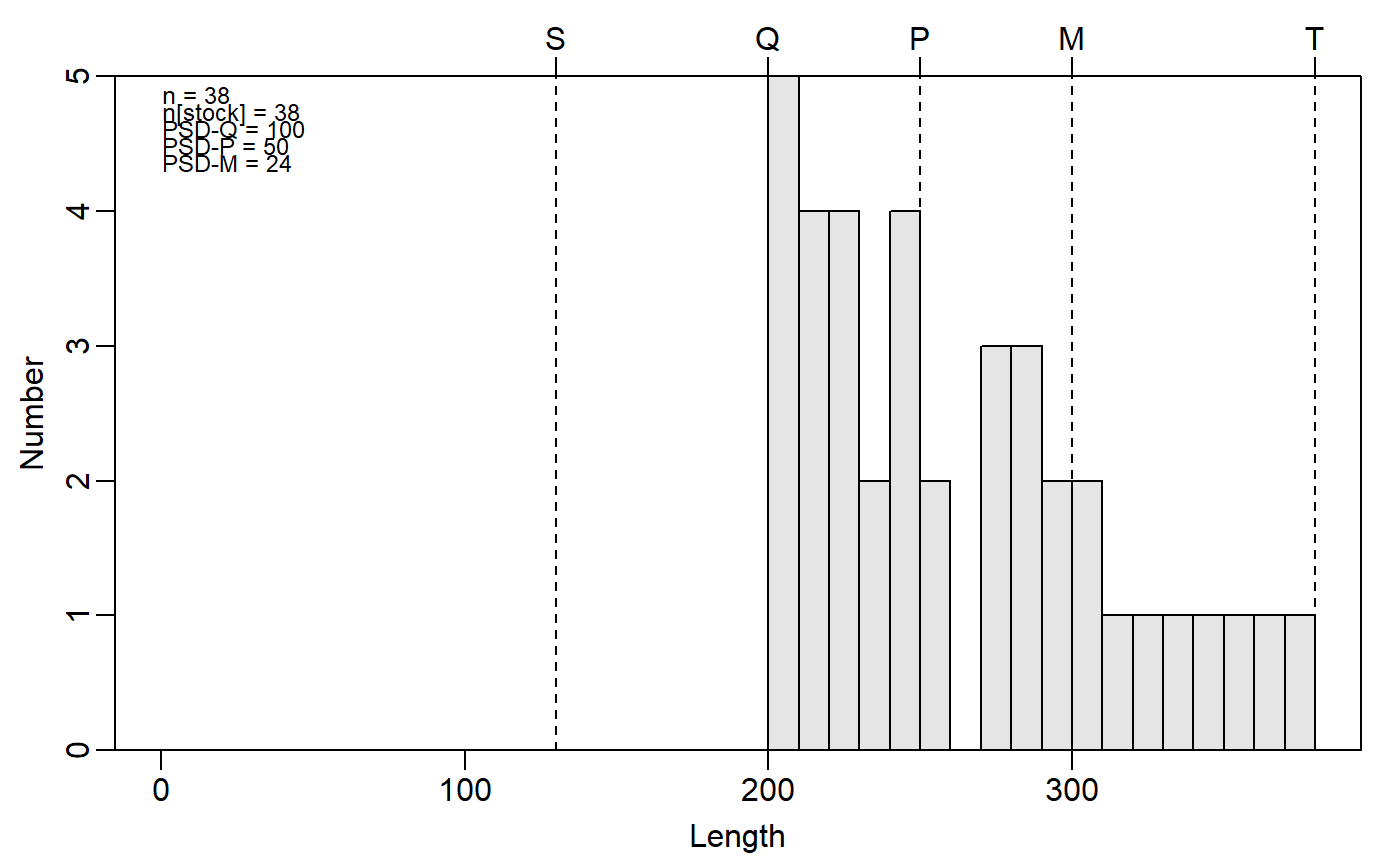 S Q P M T
n = 38
n[stock] = 38
PSD-Q = 100
PSD-P = 50
PSD-M = 24
5
4
3
2
1
0
Number
0 100 200 300
Length